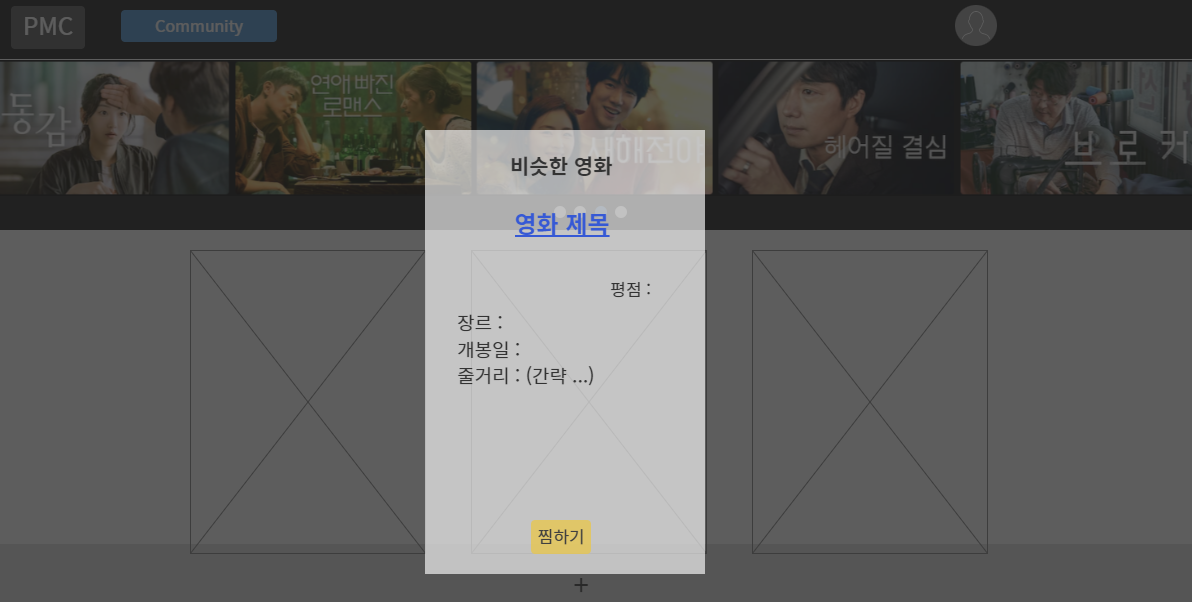 PMC
Community
동감
연애 빠진
로맨스
새해전야
헤어질 결심
브로커
비슷한 영화
영화 제목
평점 :
장르 :
개봉일 :
줄거리 : (간략 ...)
찜하기
+